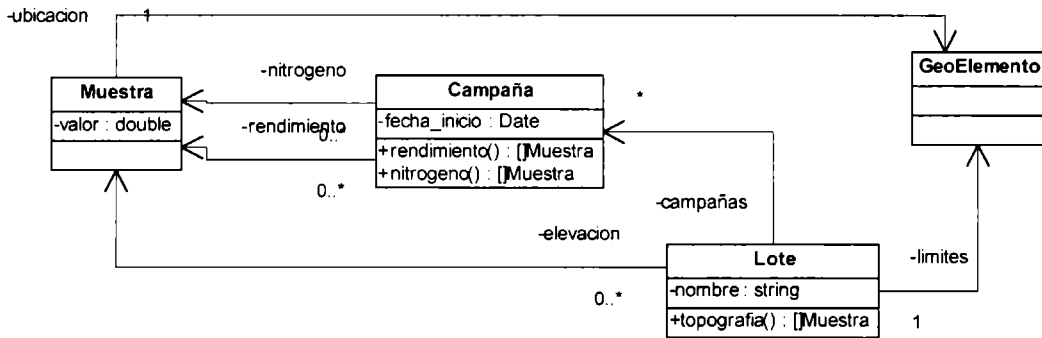 -ubicacion 1
-nitrogeno
-rendimiento
0..*
0..*
*
Muestra
-valor : double
Campaña
-fecha_inicio : Date
+rendimiento() : []Muestra
+nitrogeno() : []Muestra
GeoElemento
-campañas
-elevacion
-limites
0..*
1
Lote
-nombre : string
+topografia() : []Muestra